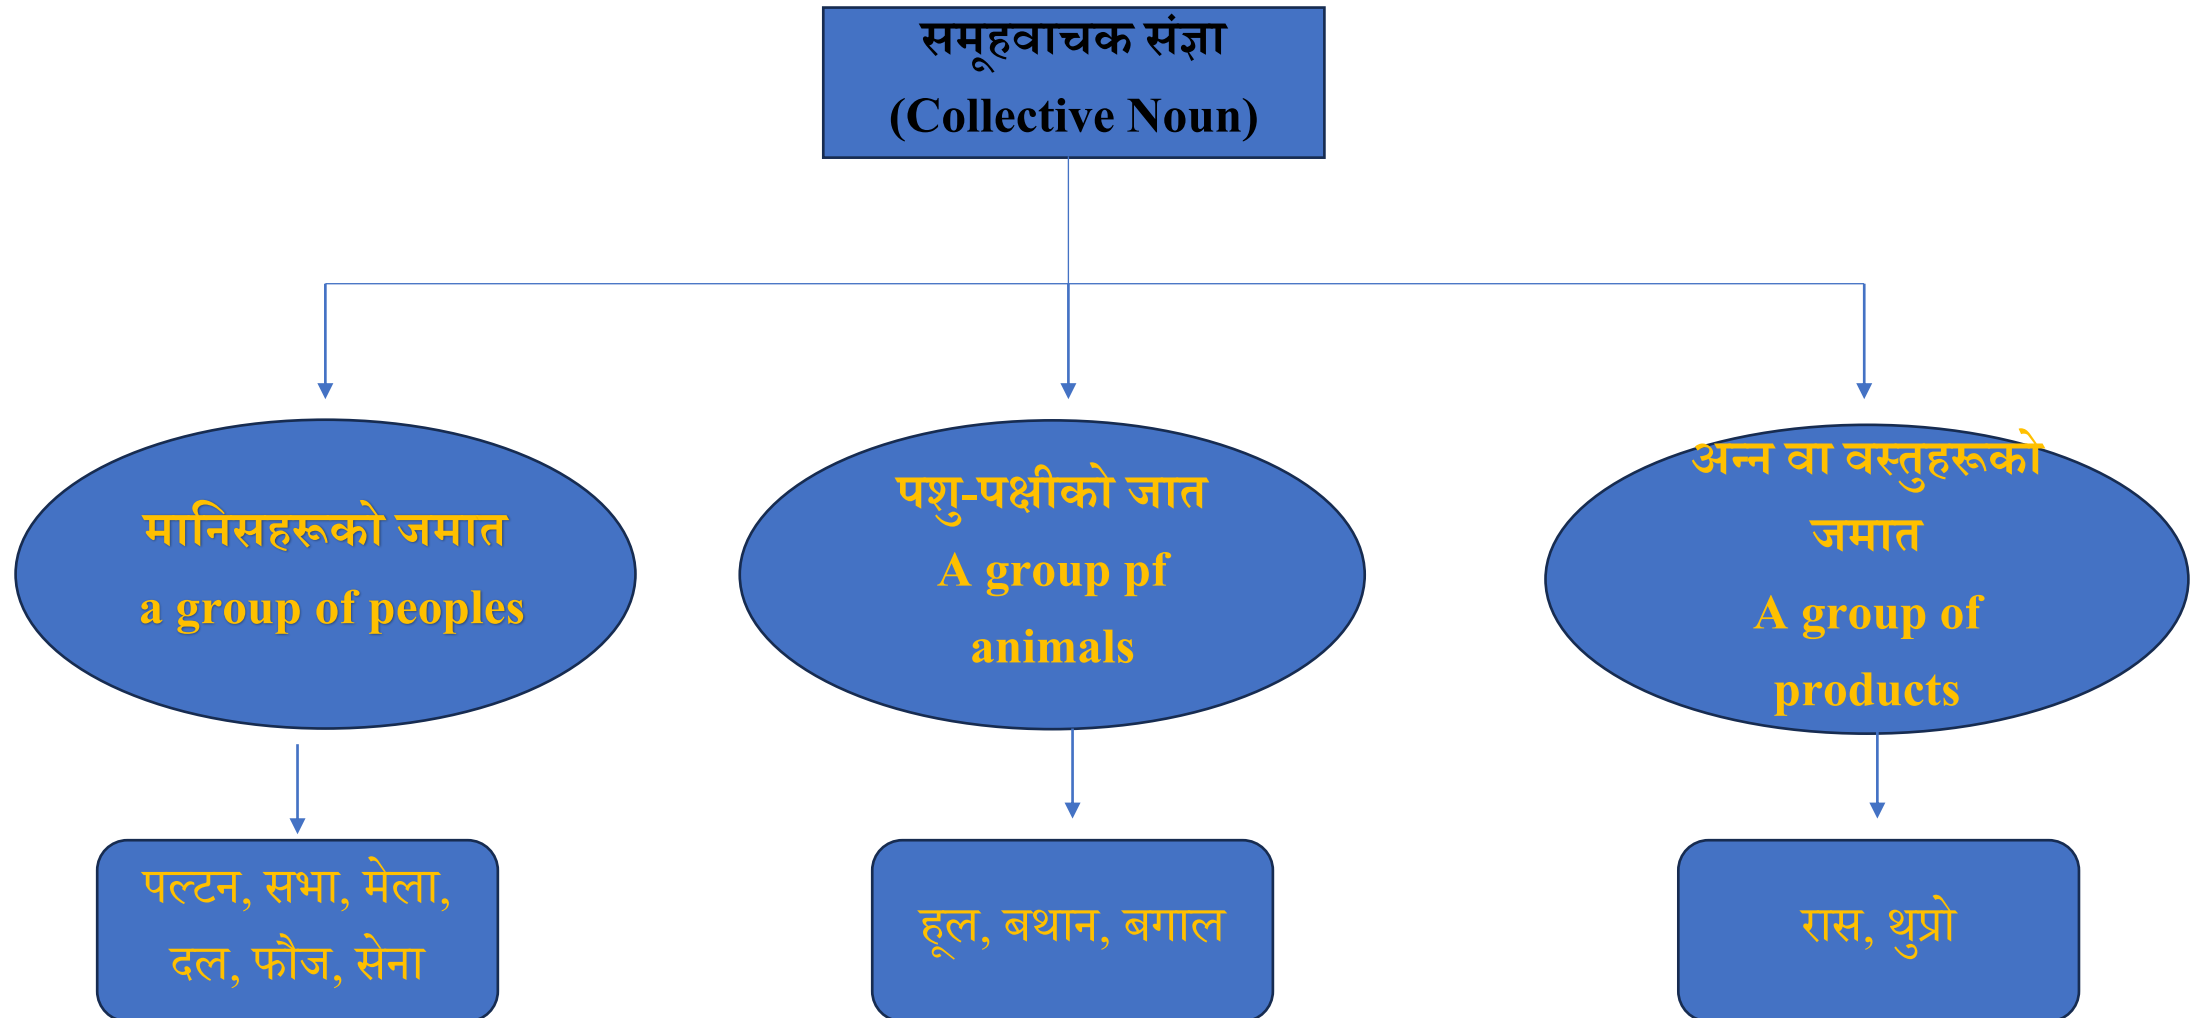 समूहवाचक संज्ञा
(Collective Noun)
मानिसहरूको जमात
a group of peoples
पशु-पक्षीको जात
A group pf
animals
अन्न वा वस्तुहरूको
जमात
A group of
products
पल्टन, सभा, मेला,
दल, फौज, सेना
हूल, बथान, बगाल
रास, थुप्रो